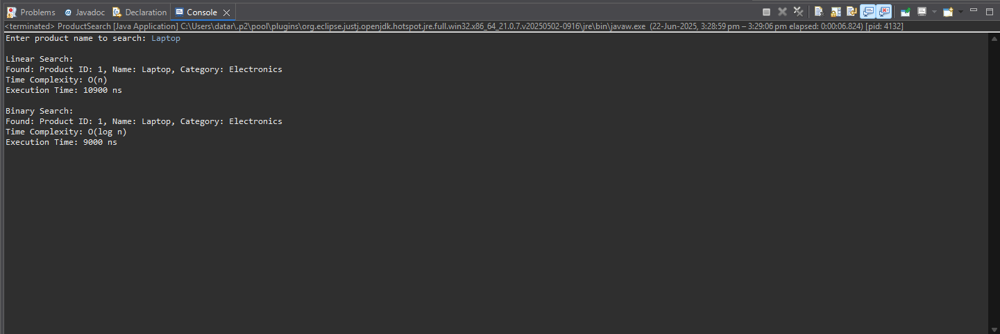 Problems @ Javadoc Declaration Console
<terminated> ProductSearch [Java Application] C:\Users\datar\.p2\pool\plugins\org.eclipse.justj.openjdk.hotspot.jre.full.win32.x86_64_21.0.7.v20250502-0916\jre\bin\javaw.exe (22-Jun-2025, 3:28:59 pm – 3:29:06 pm elapsed: 0:00:06.824) [pid: 4132]
Enter product name to search: Laptop
Linear Search:
Found: Product ID: 1, Name: Laptop, Category: Electronics
Time Complexity: O(n)
Execution Time: 10900 ns
Binary Search:
Found: Product ID: 1, Name: Laptop, Category: Electronics
Time Complexity: O(log n)
Execution Time: 9000 ns